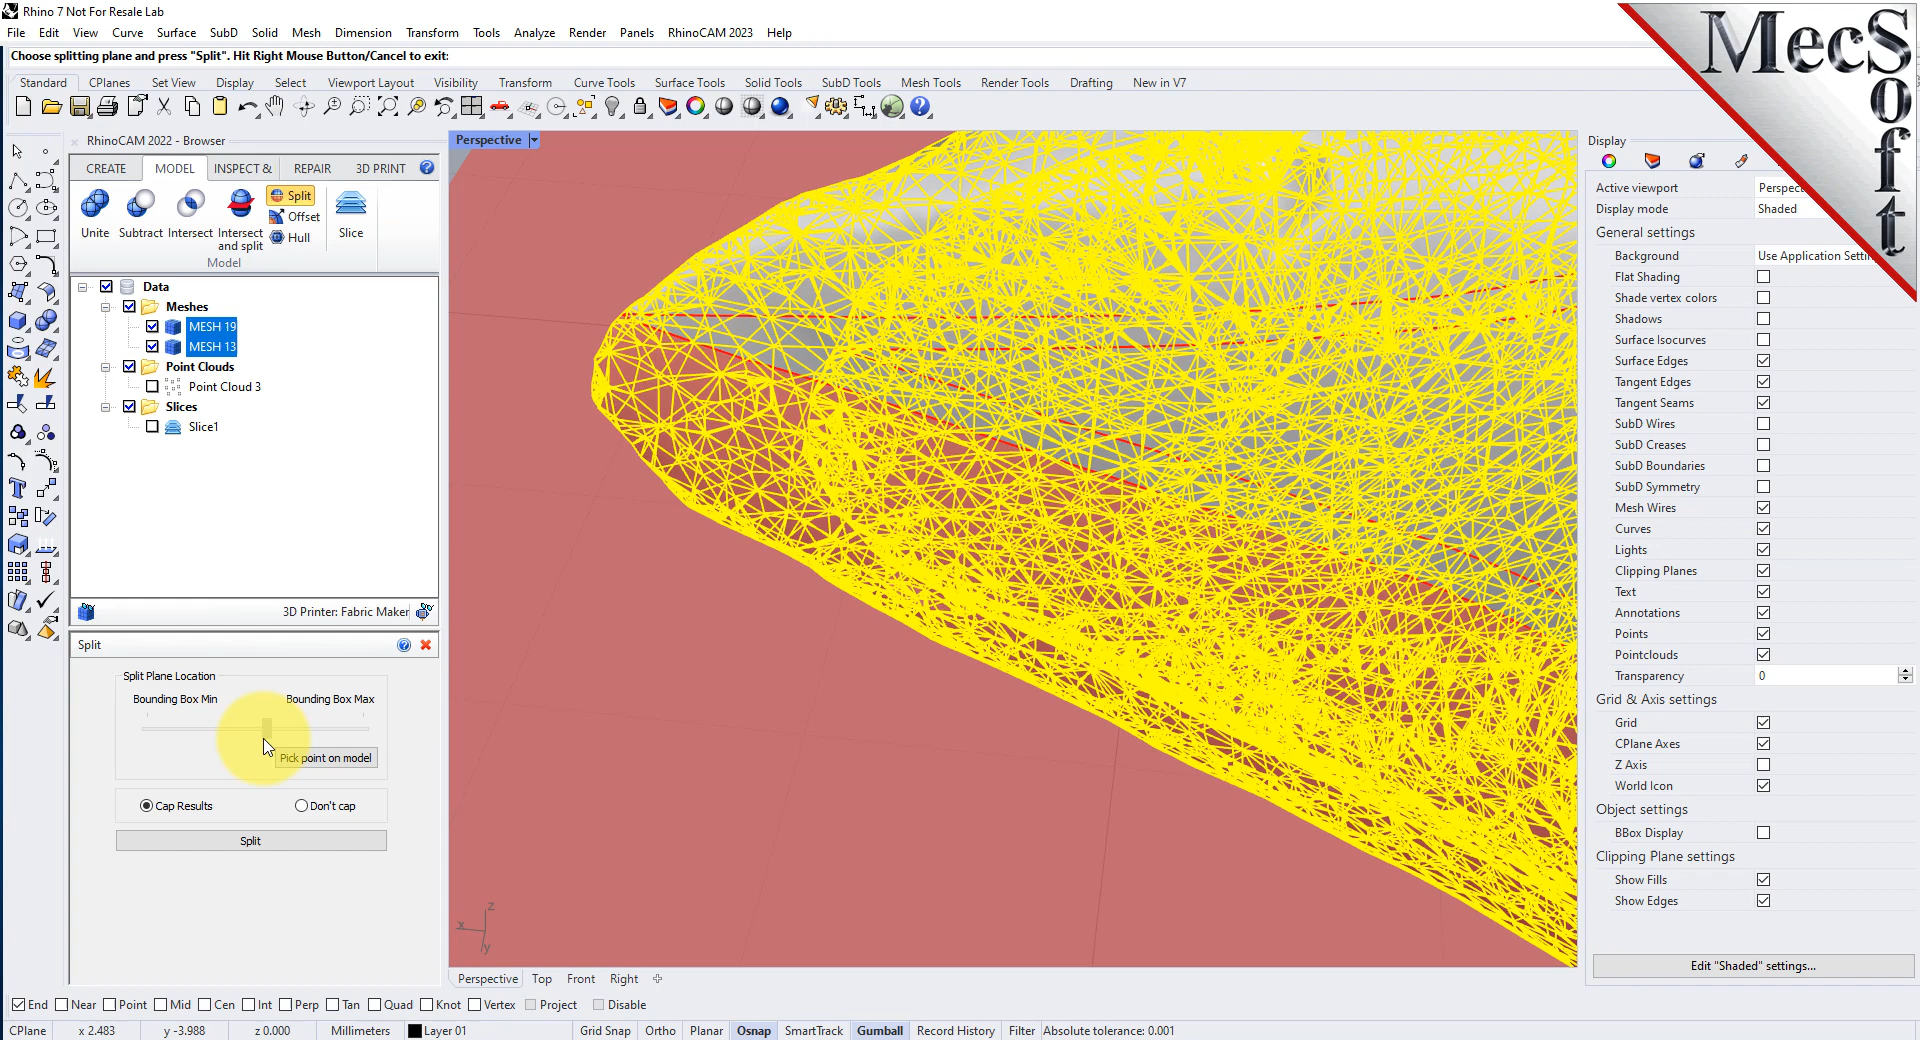 Rhino 7 Not For Resale Lab
File Edit View Curve Surface SubD Solid Mesh Dimension Transform Tools Analyze Render Panels RhinoCAM 2023 Help
Choose splitting plane and press "Split". Hit Right Mouse Button/Cancel to exit:
Standard CPlanes Set View Display Select Viewport Layout Visibility Transform Curve Tools Surface Tools Solid Tools SubD Tools Mesh Tools Render Tools Drafting New in V7
MecSoft
RhinoCAM 2022 - Browser
CREATE MODEL INSPECT & REPAIR 3D PRINT
Unite Subtract Intersect Intersect and split
Split
Offset
Hull
Slice
Model
Data
Meshes
MESH 19
MESH 13
Point Clouds
Point Cloud 3
Slices
Slice1
3D Printer: Fabric Maker
Split
Split Plane Location
Bounding Box Min Bounding Box Max
Pick point on model
Cap Results Don't cap
Split
Perspective
z
x
y
Perspective Top Front Right
Display
Active viewport Perspec
Display mode Shaded
General settings
Background Use Application Settin
Flat Shading
Shade vertex colors
Shadows
Surface Isocurves
Surface Edges
Tangent Edges
Tangent Seams
SubD Wires
SubD Creases
SubD Boundaries
SubD Symmetry
Mesh Wires
Curves
Lights
Clipping Planes
Text
Annotations
Points
Pointclouds
Transparency 0
Grid & Axis settings
Grid
CPlane Axes
Z Axis
World Icon
Object settings
BBox Display
Clipping Plane settings
Show Fills
Show Edges
Edit "Shaded" settings...
End Near Point Mid Cen Int Perp Tan Quad Knot Vertex Project Disable
CPlane x 2.483 y -3.988 z 0.000 Millimeters Layer 01 Grid Snap Ortho Planar Osnap SmartTrack Gumball Record History Filter Absolute tolerance: 0.001